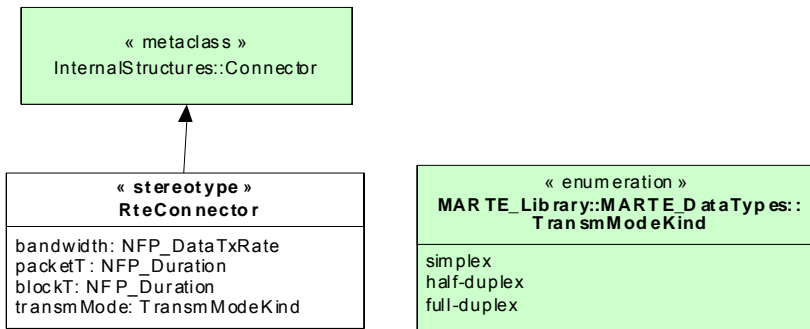 « metaclass »
InternalStructures::Connector
« stereotype »
RteConnector
bandwidth: NFP_DataTxRate
packetT: NFP_Duration
blockT: NFP_Duration
transmMode: TransmModeKind
« enumeration »
MARTE_Library::MARTE_DataTypes::
TransmModeKind
simplex
half-duplex
full-duplex